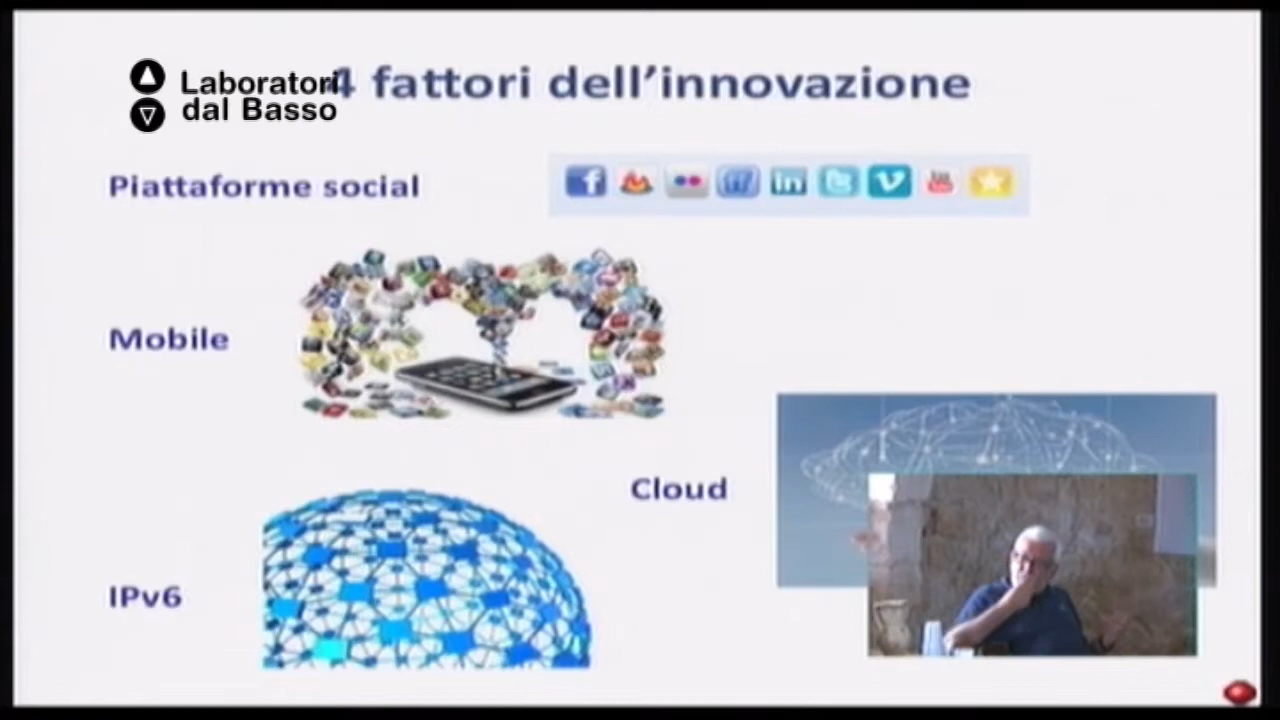 Laboratori
dal Basso
4 fattori dell'innovazione
Piattaforme social
Mobile
Cloud
IPv6